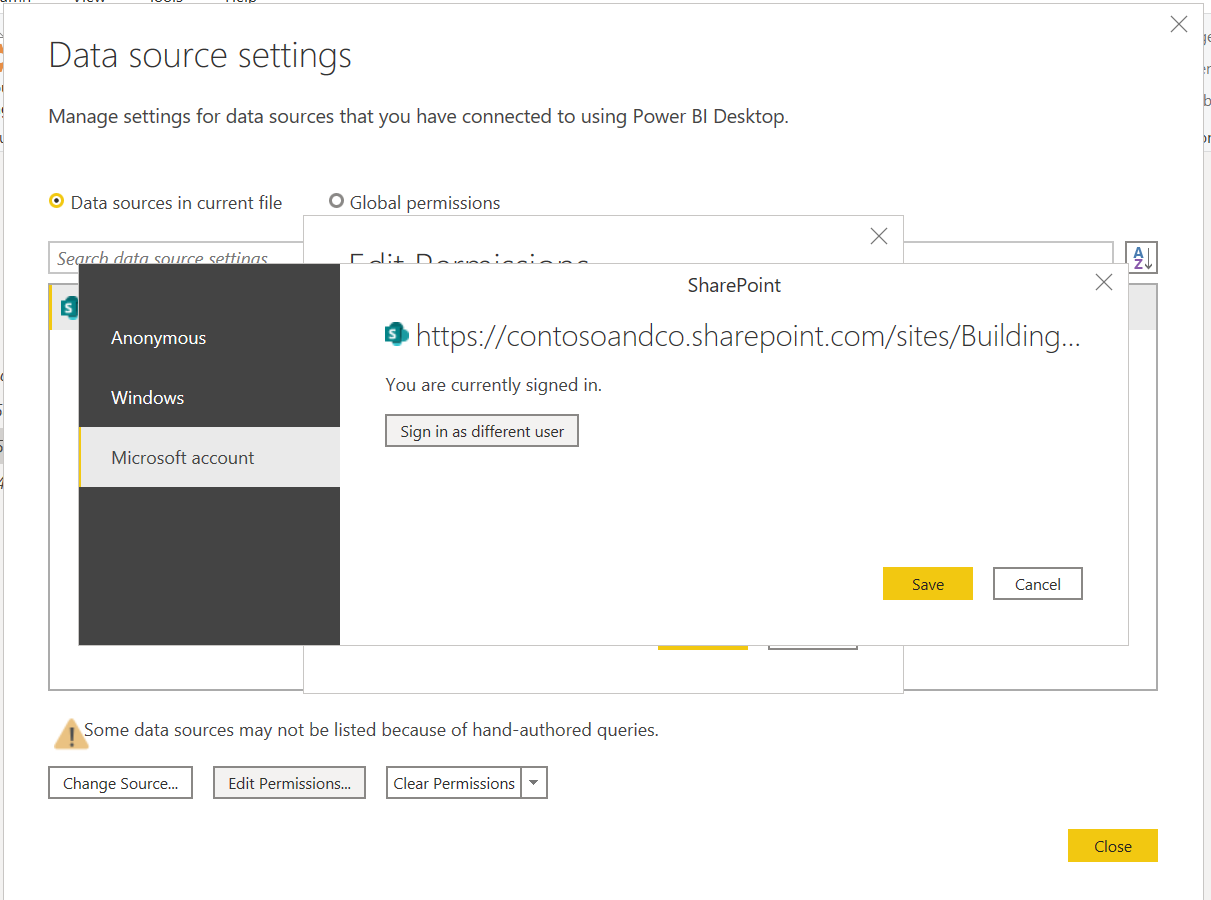 View
Help
Data source settings
Manage settings for data sources that you have connected to using Power BI Desktop.
Data sources in current file
Global permissions
Search data source settings
Edit Permissions
SharePoint
Anonymous
Windows
Microsoft account
https://contosoandco.sharepoint.com/sites/Building...
You are currently signed in.
Sign in as different user
Save
Cancel
Some data sources may not be listed because of hand-authored queries.
Change Source...
Edit Permissions...
Clear Permissions
Close